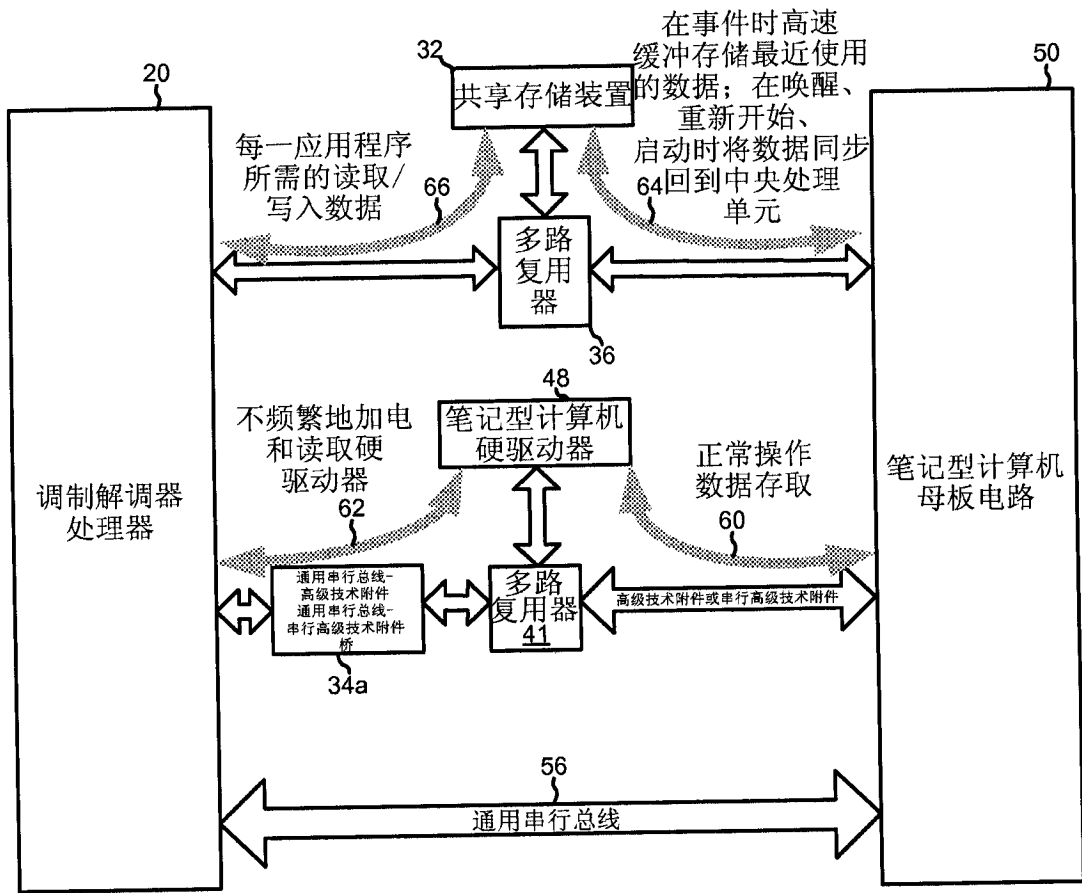 20
调制解调器
处理器
32
共享存储装置
在事件时高速
缓冲存储最近使用
的数据；在唤醒、
重新开始、
启动时将数据同步
回到中央处理
单元
64
50
笔记型计算机
母板电路
每一应用程序
所需的读取/
写入数据
66
多路
复用
器
36
48
笔记型计算机
硬驱动器
不频繁地加电
和读取硬
驱动器
62
正常操作
数据存取
60
通用串行总线-
高级技术附件
通用串行总线-
串行高级技术附件
桥
34a
多路
复用器
41
高级技术附件或串行高级技术附件
56
通用串行总线